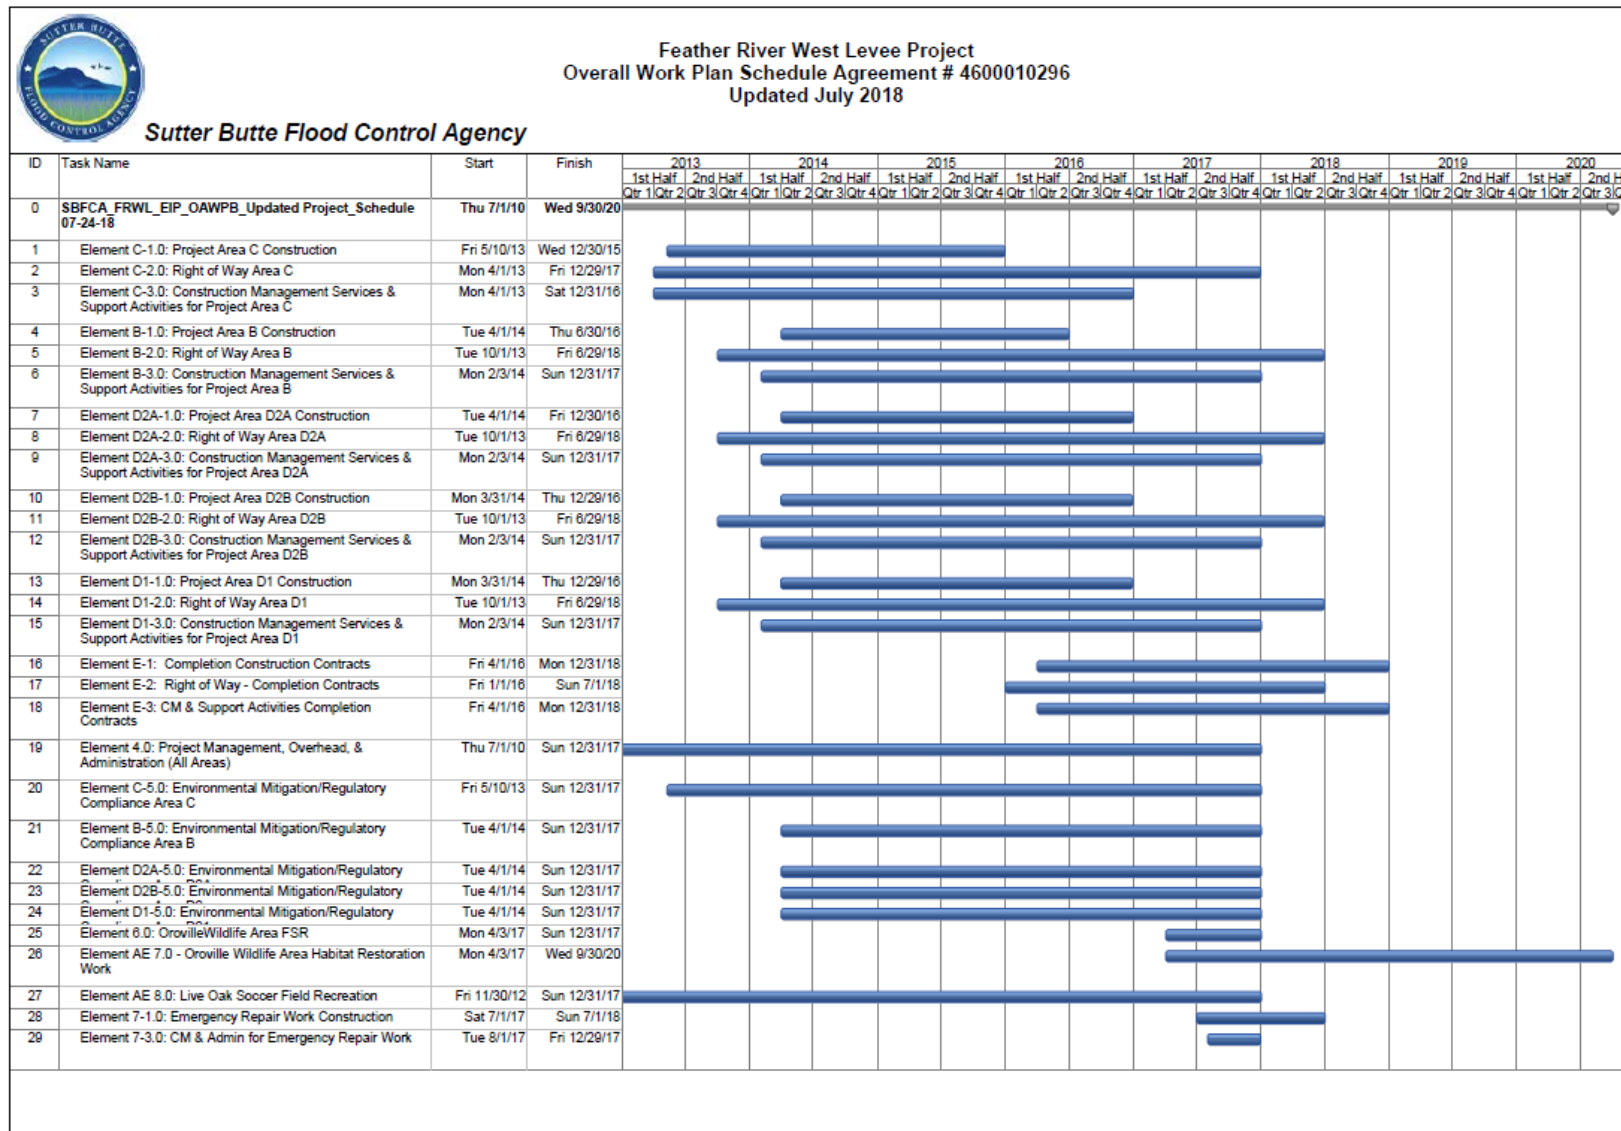 SUTTER BUTTE
FLOOD CONTROL AGENCY
Feather River West Levee Project
Overall Work Plan Schedule Agreement # 4600010296
Updated July 2018
Sutter Butte Flood Control Agency
ID Task Name Start Finish 2013 2014 2015 2016 2017 2018 2019 2020
1st Half 2nd Half 1st Half 2nd Half 1st Half 2nd Half 1st Half 2nd Half 1st Half 2nd Half 1st Half 2nd Half 1st Half 2nd Half 1st Half 2nd H
Qtr 1 Qtr 2 Qtr 3 Qtr 4 Qtr 1 Qtr 2 Qtr 3 Qtr 4 Qtr 1 Qtr 2 Qtr 3 Qtr 4 Qtr 1 Qtr 2 Qtr 3 Qtr 4 Qtr 1 Qtr 2 Qtr 3 Qtr 4 Qtr 1 Qtr 2 Qtr 3 Qtr 4 Qtr 1 Qtr 2 Qtr 3 Qtr 4 Qtr 1 Qtr 2 Qtr 3 Q
0 SBFCA_FRWL_EIP_OAWPB_Updated Project_Schedule Thu 7/1/10 Wed 9/30/20
07-24-18
1 Element C-1.0: Project Area C Construction Fri 5/10/13 Wed 12/30/15
2 Element C-2.0: Right of Way Area C Mon 4/1/13 Fri 12/29/17
3 Element C-3.0: Construction Management Services & Mon 4/1/13 Sat 12/31/16
Support Activities for Project Area C
4 Element B-1.0: Project Area B Construction Tue 4/1/14 Thu 6/30/16
5 Element B-2.0: Right of Way Area B Tue 10/1/13 Fri 6/29/18
6 Element B-3.0: Construction Management Services & Mon 2/3/14 Sun 12/31/17
Support Activities for Project Area B
7 Element D2A-1.0: Project Area D2A Construction Tue 4/1/14 Fri 12/30/16
8 Element D2A-2.0: Right of Way Area D2A Tue 10/1/13 Fri 6/29/18
9 Element D2A-3.0: Construction Management Services & Mon 2/3/14 Sun 12/31/17
Support Activities for Project Area D2A
10 Element D2B-1.0: Project Area D2B Construction Mon 3/31/14 Thu 12/29/16
11 Element D2B-2.0: Right of Way Area D2B Tue 10/1/13 Fri 6/29/18
12 Element D2B-3.0: Construction Management Services & Mon 2/3/14 Sun 12/31/17
Support Activities for Project Area D2B
13 Element D1-1.0: Project Area D1 Construction Mon 3/31/14 Thu 12/29/16
14 Element D1-2.0: Right of Way Area D1 Tue 10/1/13 Fri 6/29/18
15 Element D1-3.0: Construction Management Services & Mon 2/3/14 Sun 12/31/17
Support Activities for Project Area D1
16 Element E-1: Completion Construction Contracts Fri 4/1/16 Mon 12/31/18
17 Element E-2: Right of Way - Completion Contracts Fri 1/1/16 Sun 7/1/18
18 Element E-3: CM & Support Activities Completion Fri 4/1/16 Mon 12/31/18
Contracts
19 Element 4.0: Project Management, Overhead, & Thu 7/1/10 Sun 12/31/17
Administration (All Areas)
20 Element C-5.0: Environmental Mitigation/Regulatory Fri 5/10/13 Sun 12/31/17
Compliance Area C
21 Element B-5.0: Environmental Mitigation/Regulatory Tue 4/1/14 Sun 12/31/17
Compliance Area B
22 Element D2A-5.0: Environmental Mitigation/Regulatory Tue 4/1/14 Sun 12/31/17
23 Element D2B-5.0: Environmental Mitigation/Regulatory Tue 4/1/14 Sun 12/31/17
24 Element D1-5.0: Environmental Mitigation/Regulatory Tue 4/1/14 Sun 12/31/17
25 Element 6.0: OrovilleWildlife Area FSR Mon 4/3/17 Sun 12/31/17
26 Element AE 7.0 - Oroville Wildlife Area Habitat Restoration Mon 4/3/17 Wed 9/30/20
Work
27 Element AE 8.0: Live Oak Soccer Field Recreation Fri 11/30/12 Sun 12/31/17
28 Element 7-1.0: Emergency Repair Work Construction Sat 7/1/17 Sun 7/1/18
29 Element 7-3.0: CM & Admin for Emergency Repair Work Tue 8/1/17 Fri 12/29/17